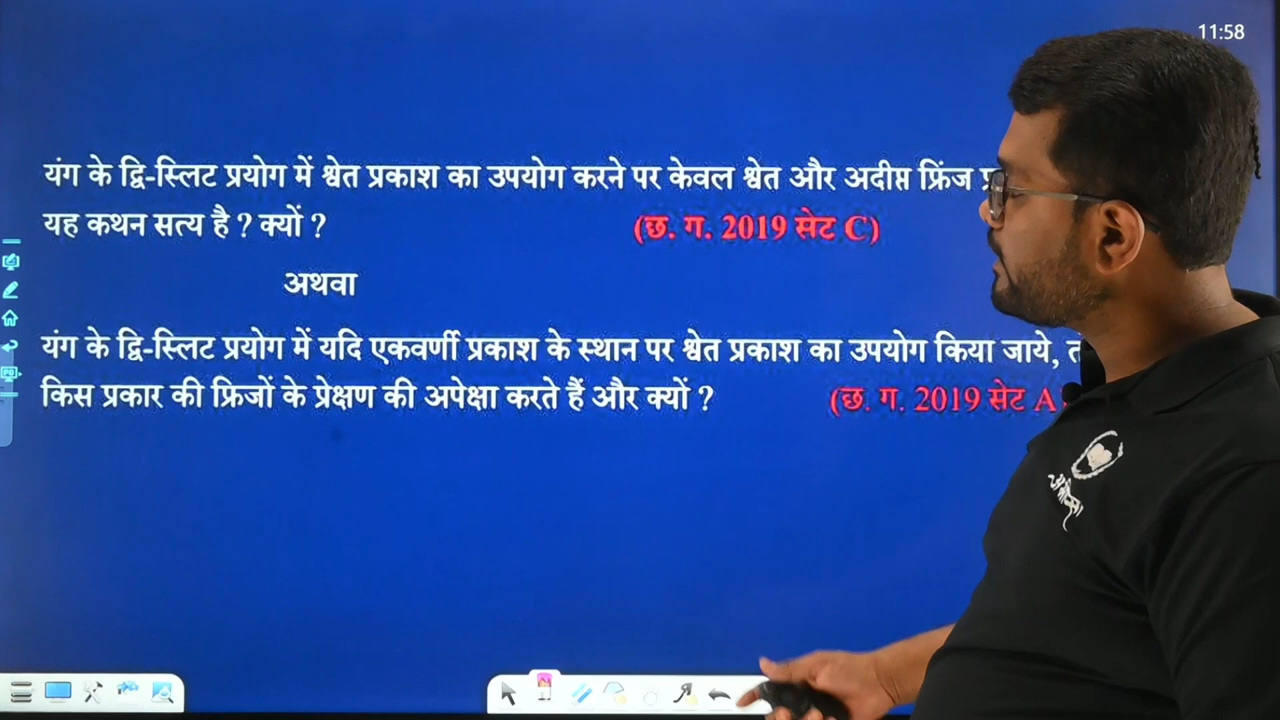 11:58
यंग के द्वि-स्लिट प्रयोग में श्वेत प्रकाश का उपयोग करने पर केवल श्वेत और अदीप्त फ्रिंज
यह कथन सत्य है ? क्यों ? (छ. ग. 2019 सेट C)
अथवा
यंग के द्वि-स्लिट प्रयोग में यदि एकवर्णी प्रकाश के स्थान पर श्वेत प्रकाश का उपयोग किया जाये,
किस प्रकार की फ्रिजों के प्रेक्षण की अपेक्षा करते हैं और क्यों ? (छ. ग. 2019 सेट A